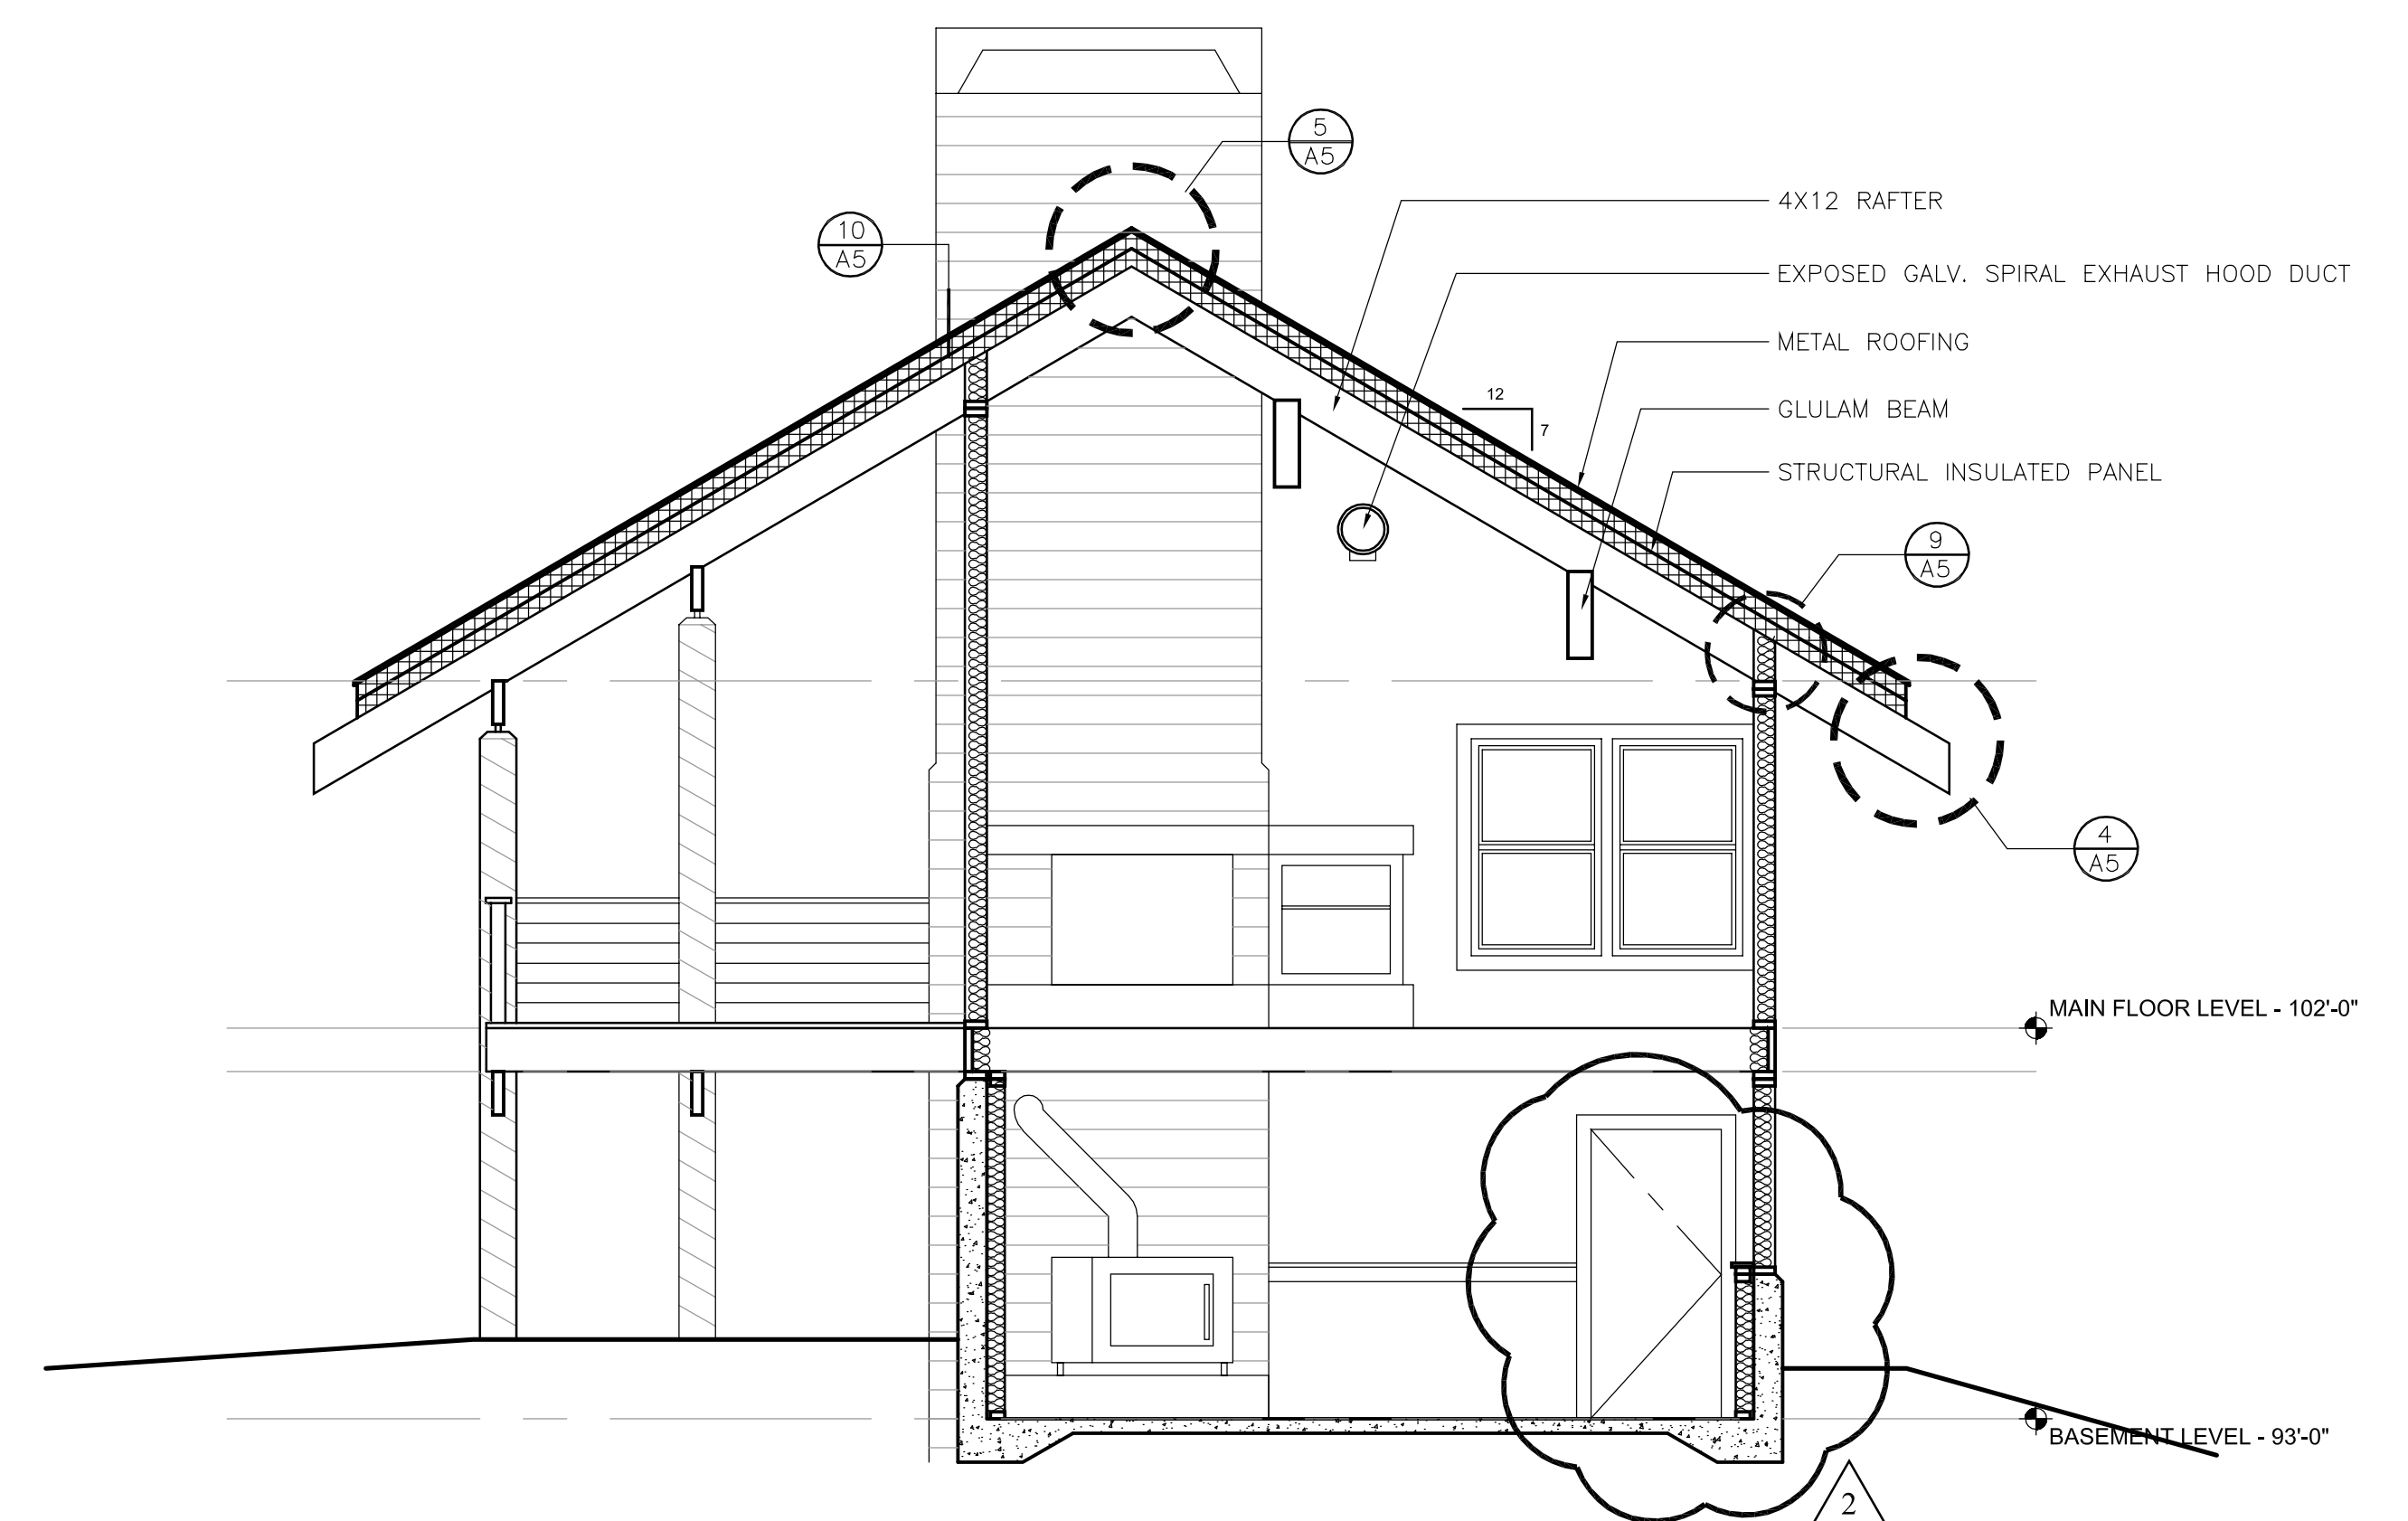 5
A5
10
A5
4X12 RAFTER
EXPOSED GALV. SPIRAL EXHAUST HOOD DUCT
METAL ROOFING
12
7
GLULAM BEAM
STRUCTURAL INSULATED PANEL
9
A5
4
A5
MAIN FLOOR LEVEL - 102'-0"
BASEMENT LEVEL - 93'-0"
2